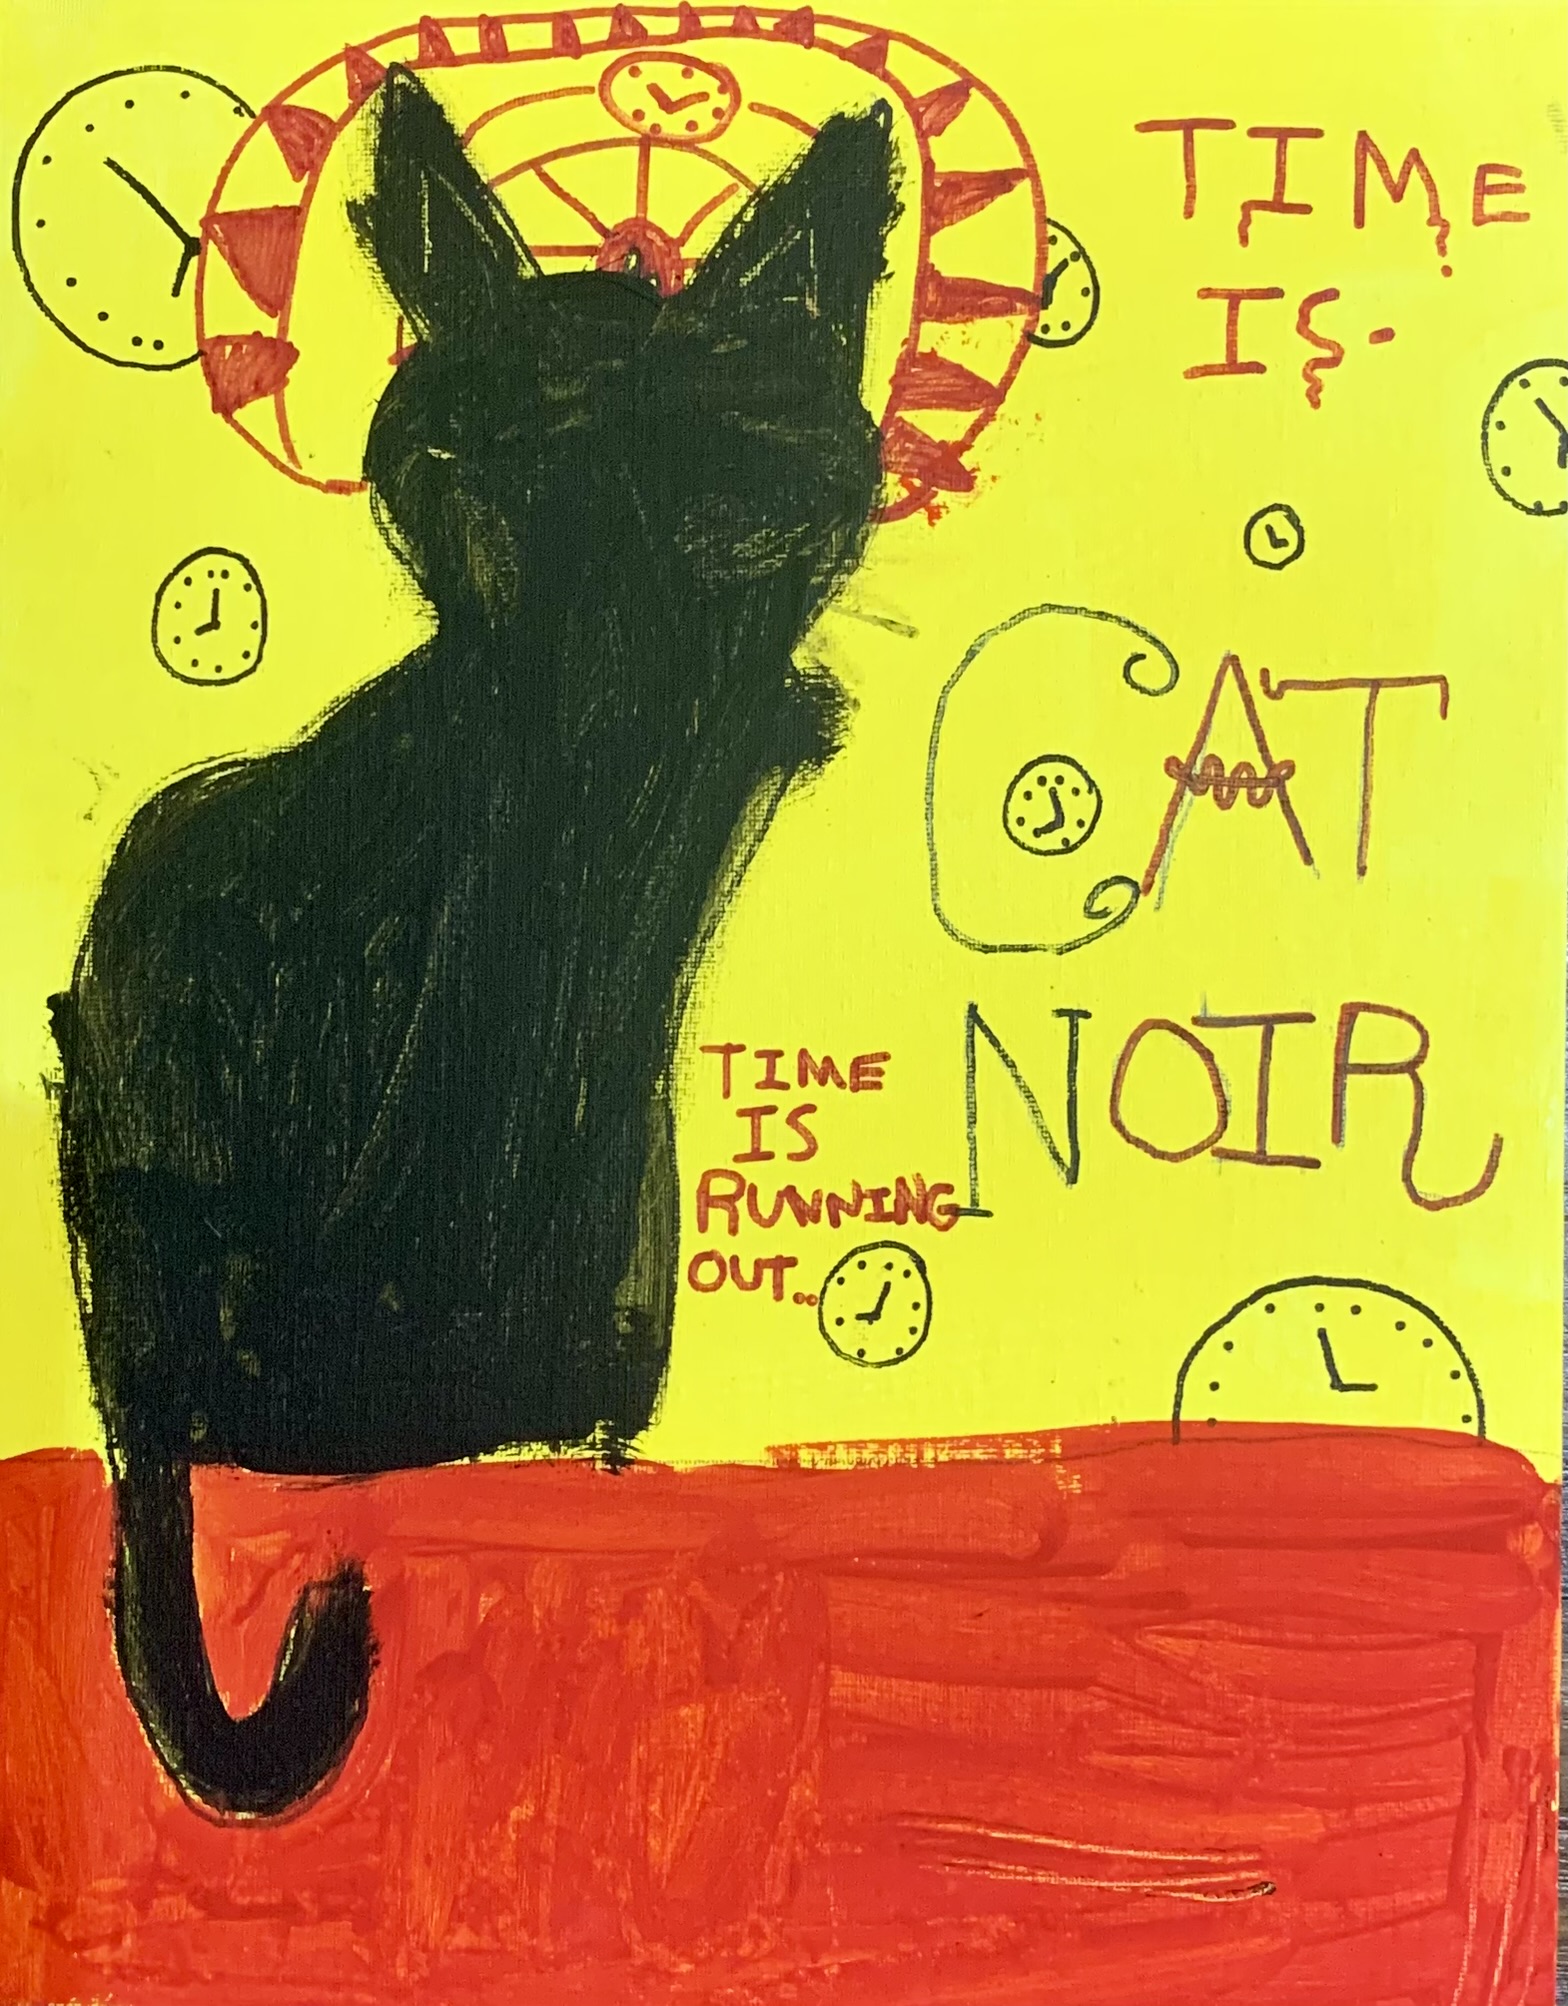 TIME
IS-
CAT
NOIR
TIME
IS
RUNNING
OUT..